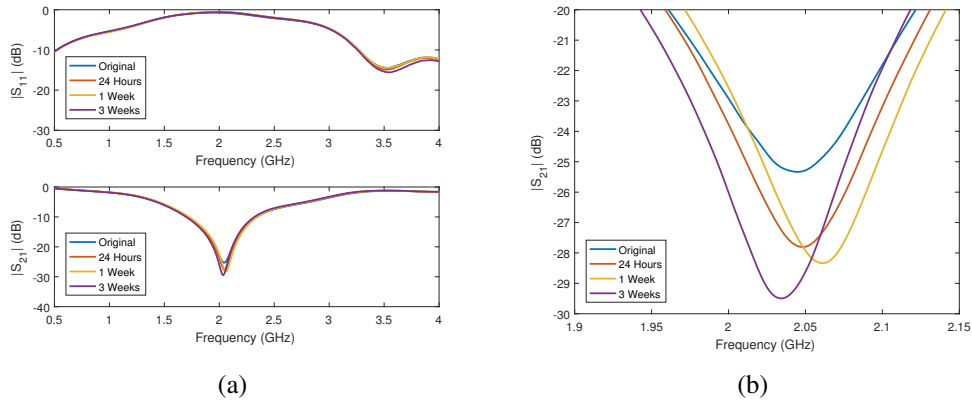 0
-10
-20
-30
|S11| (dB)
Original
24 Hours
1 Week
3 Weeks
0.5 1 1.5 2 2.5 3 3.5 4
Frequency (GHz)
0
-10
-20
-30
-40
|S21| (dB)
Original
24 Hours
1 Week
3 Weeks
0.5 1 1.5 2 2.5 3 3.5 4
Frequency (GHz)
(a)
-20
-21
-22
-23
-24
-25
-26
-27
-28
-29
-30
|S21| (dB)
Original
24 Hours
1 Week
3 Weeks
1.9 1.95 2 2.05 2.1 2.15
Frequency (GHz)
(b)